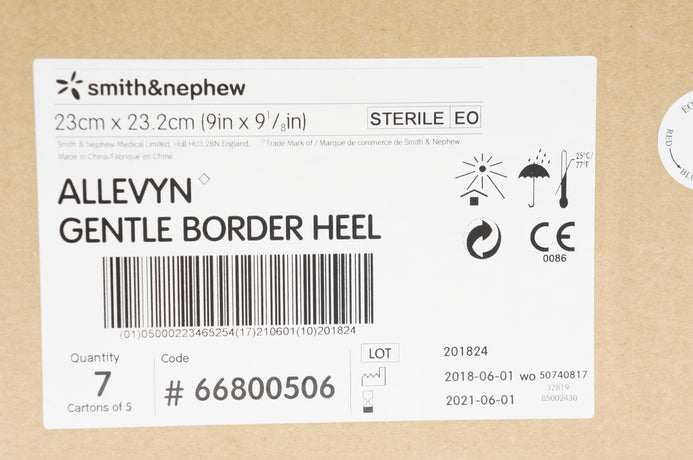 smith&nephew
23cm x 23.2cm (9in x 9 1/8in)
STERILE EO
Smith & Nephew Medical Limited, Hull HU3 2BN England. ◇Trade Mark of / Marque de commerce de Smith & Nephew.
Made in China/Fabriqué en Chine.
ALLEVYN◇
GENTLE BORDER HEEL
25°C/
77°F
CE
0086
(01)05000223465254(17)210601(10)201824
Quantity
7
Cartons of 5
Code
# 66800506
LOT 201824
2018-06-01 wo 50740817
32819
2021-06-01 85002430
EO
RED